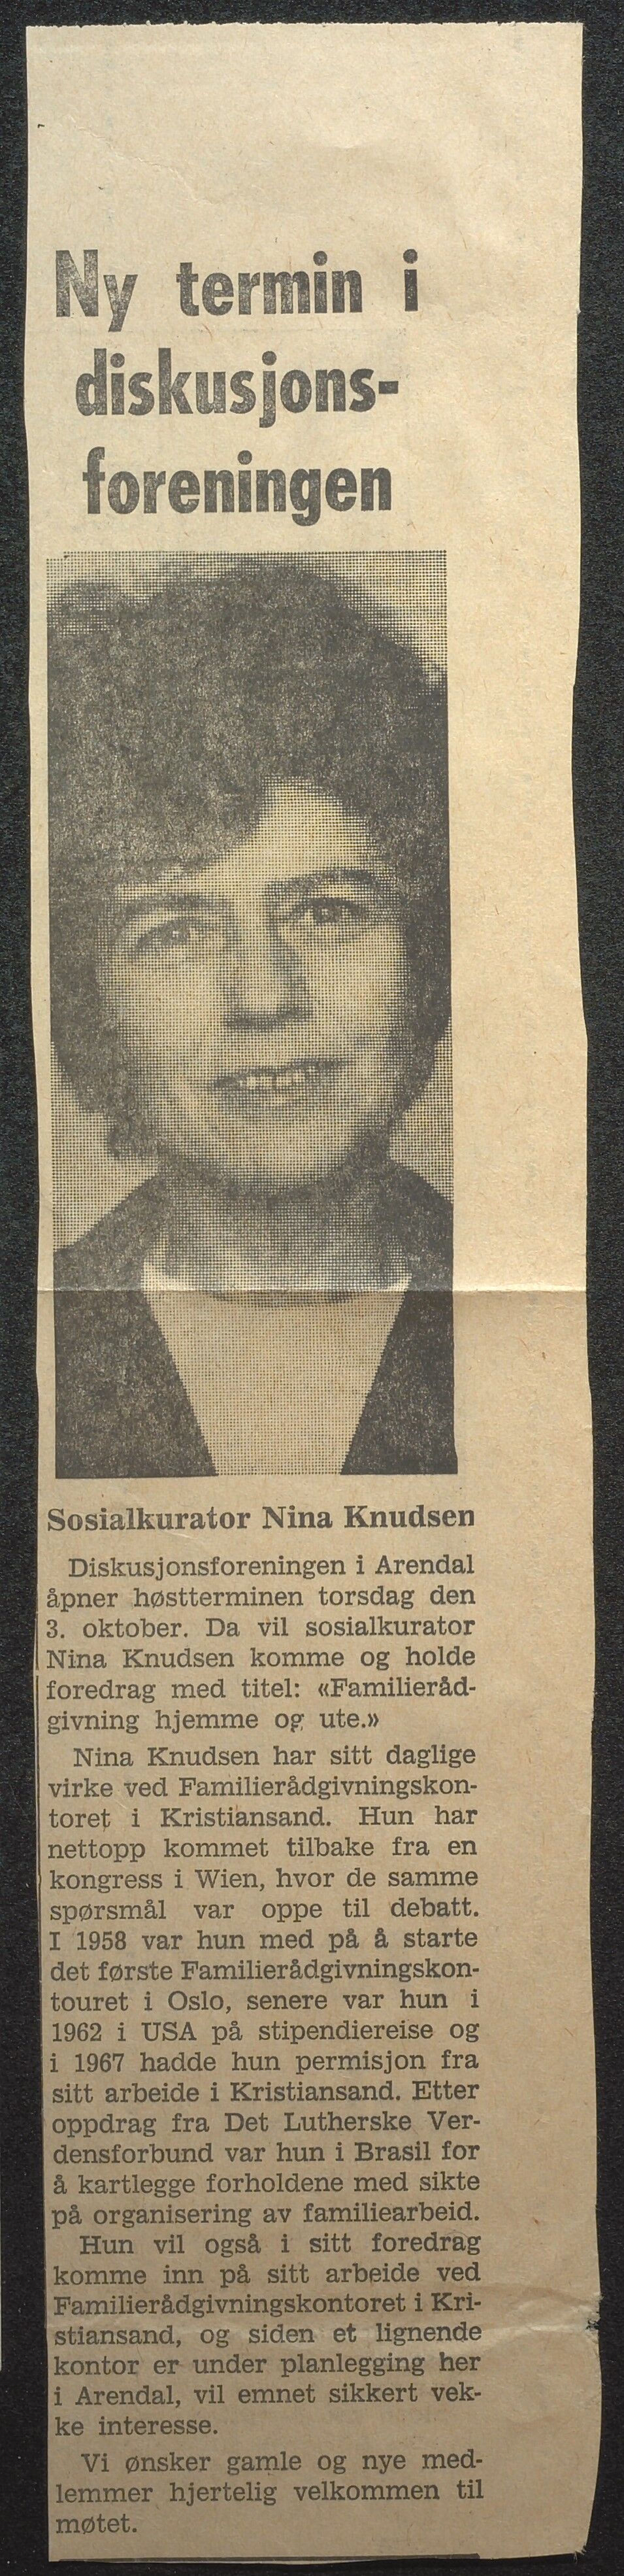 Ny termin i
diskusjons-
foreningen
Sosialkurator Nina Knudsen
Diskusjonsforeningen i Arendal
åpner høstterminen torsdag den
3. oktober. Da vil sosialkurator
Nina Knudsen komme og holde
foredrag med titel: «Familieråd-
givning hjemme og ute.»
Nina Knudsen har sitt daglige
virke ved Familierådgivningskon-
toret i Kristiansand. Hun har
nettopp kommet tilbake fra en
kongress i Wien, hvor de samme
spørsmål var oppe til debatt.
I 1958 var hun med på å starte
det første Familierådgivningskon-
touret i Oslo, senere var hun i
1962 i USA på stipendiereise og
i 1967 hadde hun permisjon fra
sitt arbeide i Kristiansand. Etter
oppdrag fra Det Lutherske Ver-
densforbund var hun i Brasil for
å kartlegge forholdene med sikte
på organisering av familiearbeid.
Hun vil også i sitt foredrag
komme inn på sitt arbeide ved
Familierådgivningskontoret i Kri-
stiansand, og siden et lignende
kontor er under planlegging her
i Arendal, vil emnet sikkert vek-
ke interesse.
Vi ønsker gamle og nye med-
lemmer hjertelig velkommen til
møtet.